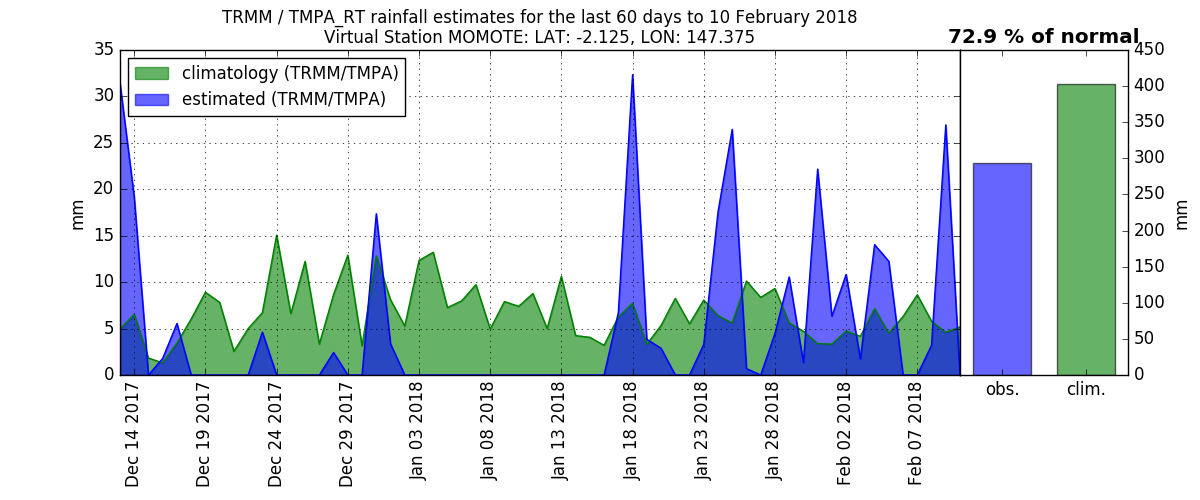 TRMM / TMPA_RT rainfall estimates for the last 60 days to 10 February 2018
Virtual Station MOMOTE: LAT: -2.125, LON: 147.375
72.9 % of normal
climatology (TRMM/TMPA)
estimated (TRMM/TMPA)
35
30
25
20
15
10
5
0
mm
Dec 14 2017
Dec 19 2017
Dec 24 2017
Dec 29 2017
Jan 03 2018
Jan 08 2018
Jan 13 2018
Jan 18 2018
Jan 23 2018
Jan 28 2018
Feb 02 2018
Feb 07 2018
obs.
clim.
450
400
350
300
250
200
150
100
50
0
mm